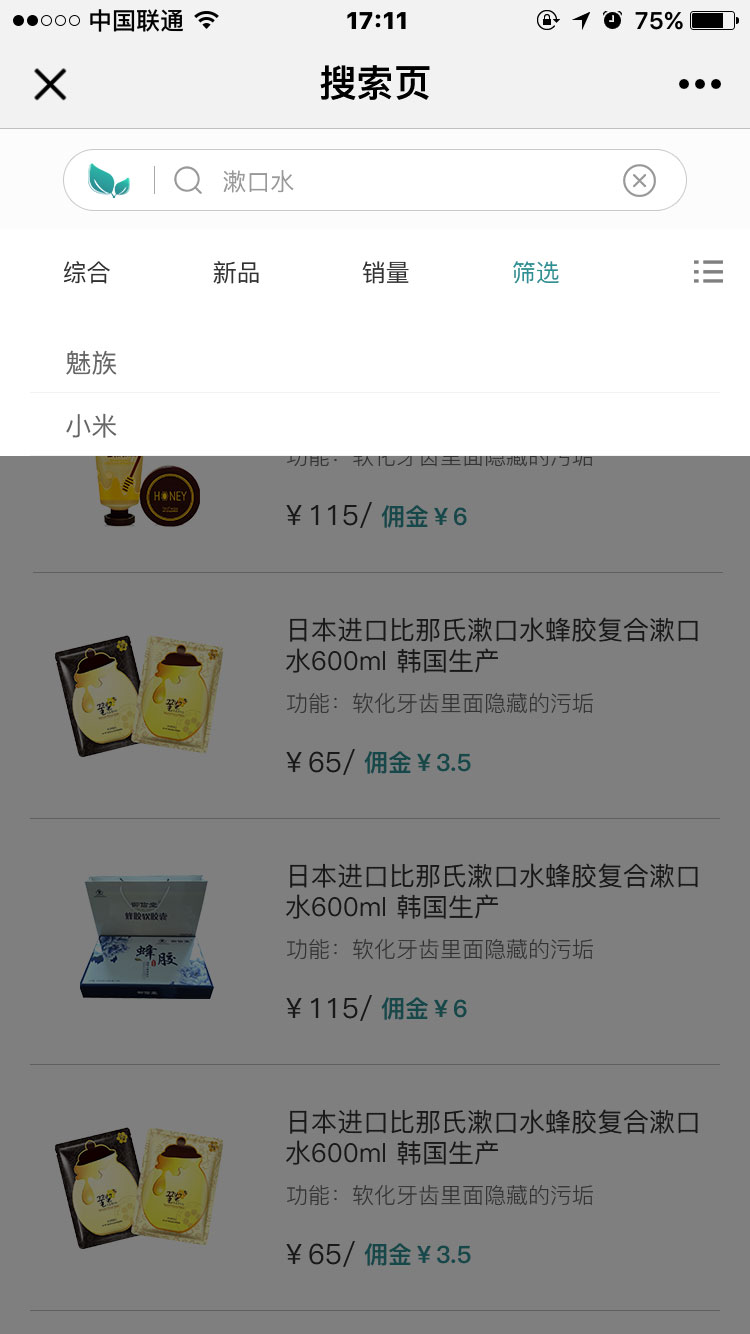 中国联通 17:11 75%
搜索页
漱口水
综合 新品 销量 筛选
魅族
小米
功能：软化牙齿里面隐藏的污垢
HONEY
¥115/ 佣金¥6
日本进口比那氏漱口水蜂胶复合漱口
水600ml 韩国生产
功能：软化牙齿里面隐藏的污垢
¥65/ 佣金¥3.5
日本进口比那氏漱口水蜂胶复合漱口
水600ml 韩国生产
蜂胶软胶囊
蜂胶
功能：软化牙齿里面隐藏的污垢
¥115/ 佣金¥6
日本进口比那氏漱口水蜂胶复合漱口
水600ml 韩国生产
功能：软化牙齿里面隐藏的污垢
¥65/ 佣金¥3.5